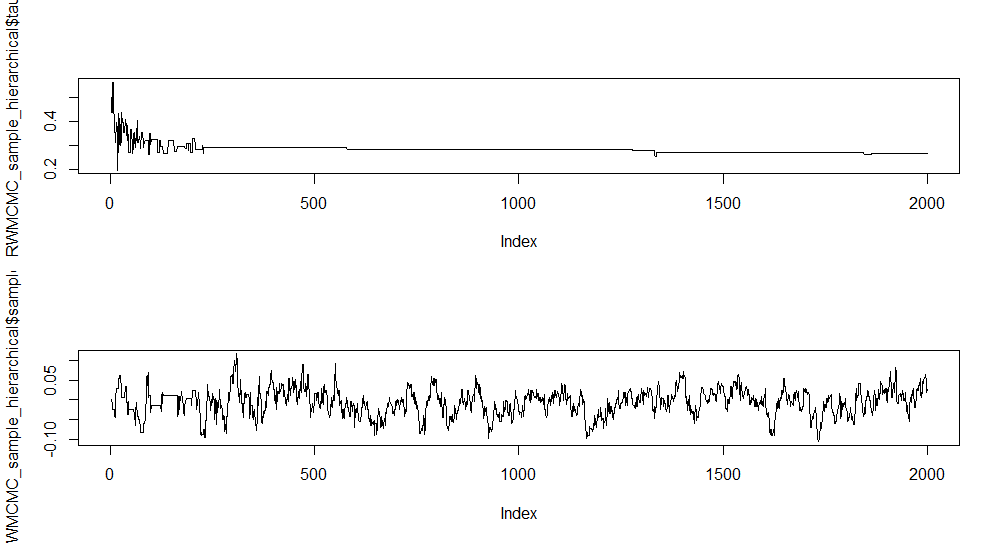 RWMCMC_sample_hierarchical$tau
0.4
0.2
0 500 1000 1500 2000
Index
WMCMC_sample_hierarchical$sampl
0.05
-0.10
0 500 1000 1500 2000
Index